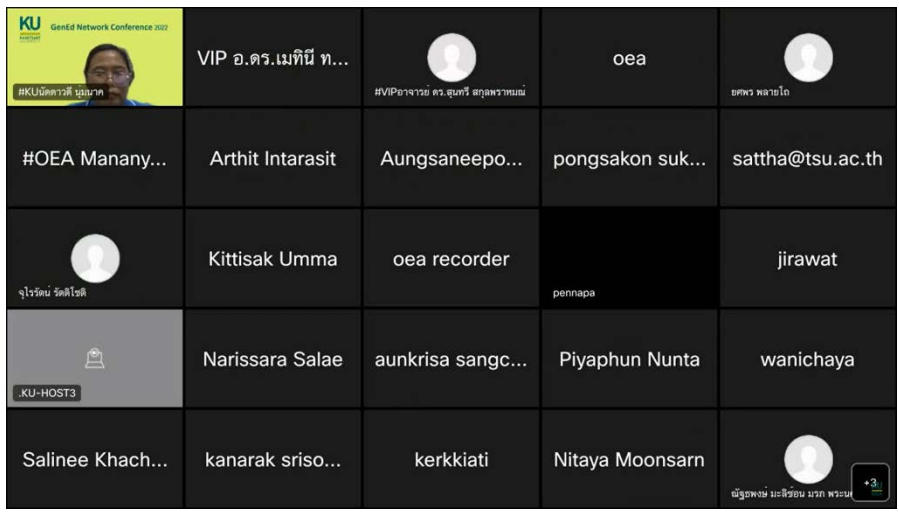 KU
GenEd Network Conference 2022
#KUนัดดาวดี นุ่มนาค
VIP อ.ดร.เมทินี ท...
#VIPอาจารย์ ดร.สุนทรี สกุลพราหมณ์
oea
ยศพร พลายโถ
#OEA Manany...
Arthit Intarasit
Aungsaneepo...
pongsakon suk...
sattha@tsu.ac.th
จุไรรัตน์ รัตติโชติ
Kittisak Umma
oea recorder
pennapa
jirawat
.KU-HOST3
Narissara Salae
aunkrisa sangc...
Piyaphun Nunta
wanichaya
Salinee Khach...
kanarak sriso...
kerkkiati
Nitaya Moonsarn
ณัฐธพงษ์ มะลิซ้อน มรภ พระน
+3